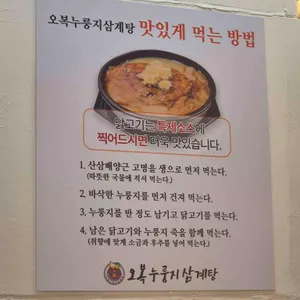 오복누룽지삼계탕 맛있게 먹는 방법
닭고기는 특제소스에
찍어드시면 더욱 맛있습니다.
1. 산삼배양근 고명을 생으로 먼저 먹는다.
(따뜻한 국물에 적셔 먹는다.)
2. 바삭한 누룽지를 먼저 건져 먹는다.
3. 누룽지를 반 정도 남기고 닭고기를 먹는다.
4. 남은 닭고기와 누룽지 죽을 함께 먹는다.
(취향에 맞게 소금과 후추를 넣어 먹는다.)
오복누룽지삼계탕